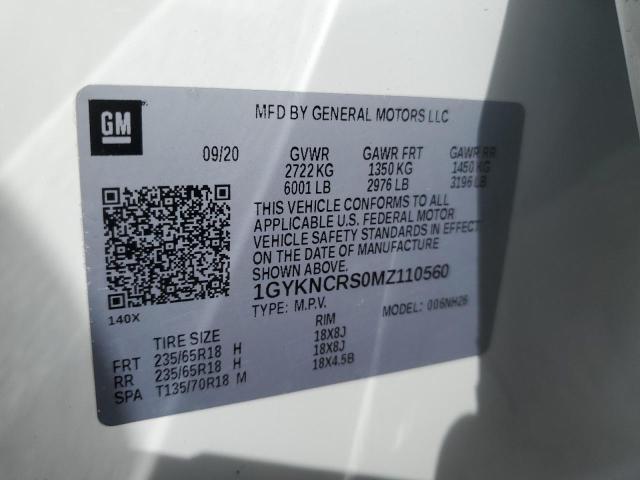 GM
MFD BY GENERAL MOTORS LLC
09/20 GVWR GAWR FRT GAWR RR
2722 KG 1350 KG 1450 KG
6001 LB 2976 LB 3196 LB
THIS VEHICLE CONFORMS TO ALL
APPLICABLE U.S. FEDERAL MOTOR
VEHICLE SAFETY STANDARDS IN EFFECT
ON THE DATE OF MANUFACTURE
SHOWN ABOVE.
1GYKNCRS0MZ110560
TYPE: M.P.V. MODEL: 006NH26
140X
TIRE SIZE RIM
FRT 235/65R18 H 18X8J
RR 235/65R18 H 18X8J
SPA T135/70R18 M 18X4.5B